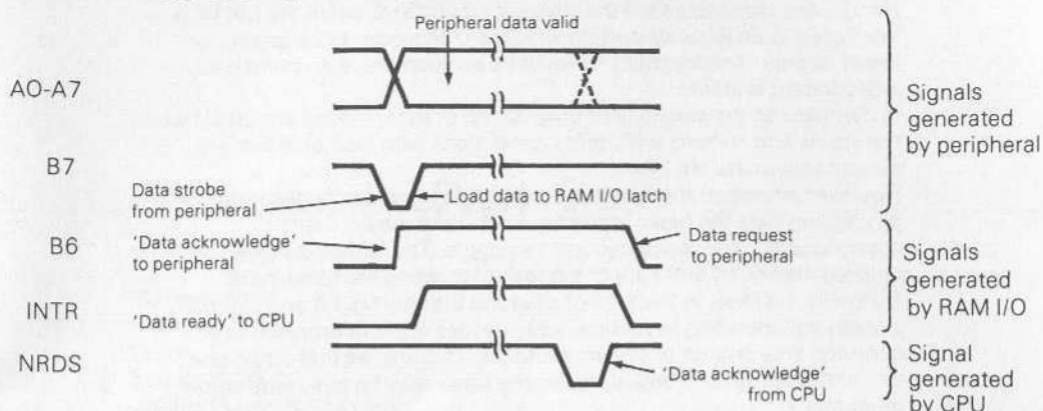 Peripheral data valid
AO-A7
Signals
generated
by peripheral
B7
Data strobe
from peripheral
Load data to RAM I/O latch
B6
'Data acknowledge'
to peripheral
Data request
to peripheral
Signals
generated
by RAM I/O
INTR
'Data ready' to CPU
NRDS
'Data acknowledge'
from CPU
Signal
generated
by CPU